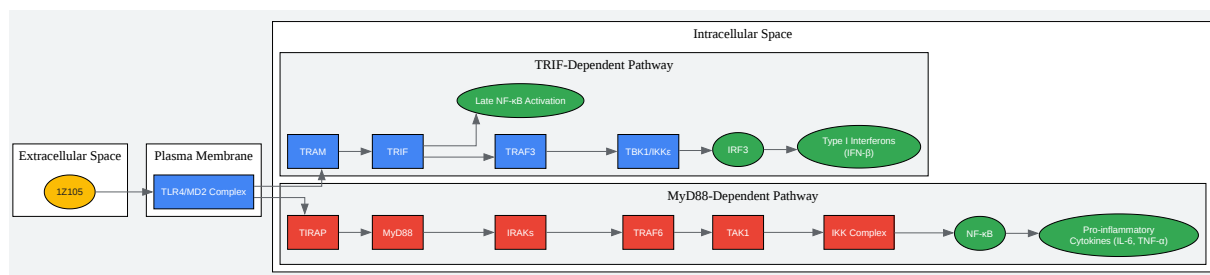 Intracellular Space
TRIF-Dependent Pathway
Late NF-κB Activation
TRAM
TRIF
TRAF3
TBK1/IKKε
IRF3
Type I Interferons
(IFN-β)
Extracellular Space
1Z105
Plasma Membrane
TLR4/MD2 Complex
MyD88-Dependent Pathway
TIRAP
MyD88
IRAKs
TRAF6
TAK1
IKK Complex
NF-κB
Pro-inflammatory
Cytokines (IL-6, TNF-α)